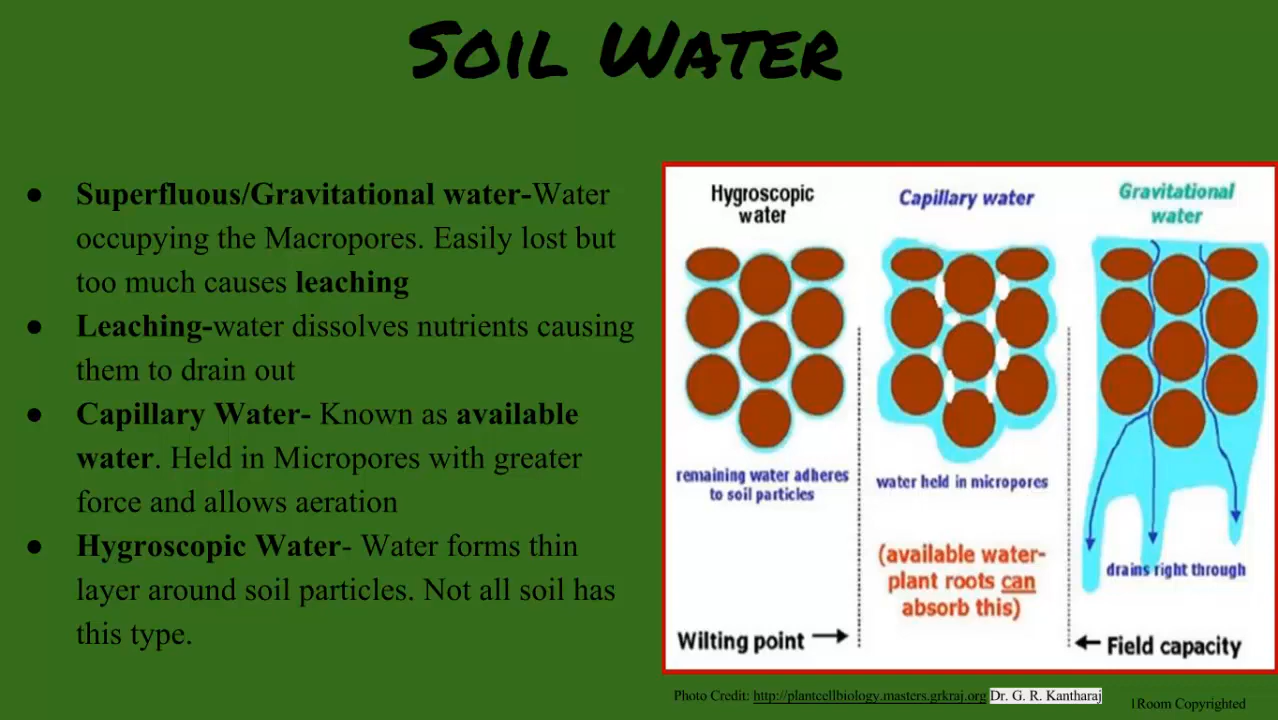 SOIL WATER
● Superfluous/Gravitational water-Water
occupying the Macropores. Easily lost but
too much causes leaching
● Leaching-water dissolves nutrients causing
them to drain out
● Capillary Water- Known as available
water. Held in Micropores with greater
force and allows aeration
● Hygroscopic Water- Water forms thin
layer around soil particles. Not all soil has
this type.
Hygroscopic
water
remaining water adheres
to soil particles
Wilting point →
Capillary water
water held in micropores
(available water-
plant roots can
absorb this)
Gravitational
water
drains right through
← Field capacity
Photo Credit: http://plantcellbiology.masters.grkraj.org Dr. G. R. Kantharaj
1Room Copyrighted